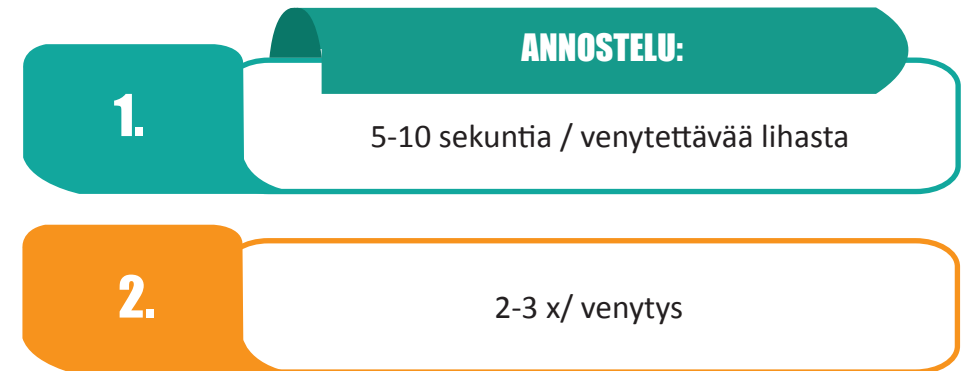 ANNOSTELU:
1.
5-10 sekuntia / venytettävää lihasta
2.
2-3 x/ venytys